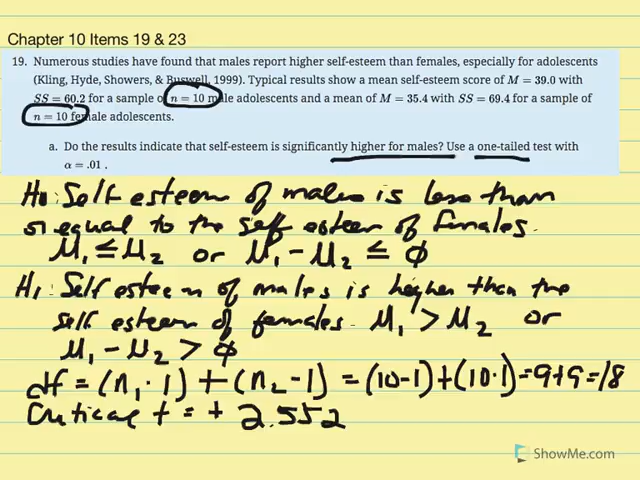 Chapter 10 Items 19 & 23
19. Numerous studies have found that males report higher self-esteem than females, especially for adolescents
(Kling, Hyde, Showers, & Buswell, 1999). Typical results show a mean self-esteem score of M = 39.0 with
SS = 60.2 for a sample of n = 10 male adolescents and a mean of M = 35.4 with SS = 69.4 for a sample of
n = 10 female adolescents.
a. Do the results indicate that self-esteem is significantly higher for males? Use a one-tailed test with
α = .01 .
H0: Self esteem of males is less than
or equal to the self esteem of females.
μ1 ≤ μ2 or μ1 - μ2 ≤ 0
H1: Self esteem of males is higher than the
self esteem of females. μ1 > μ2 or
μ1 - μ2 > 0
df = (n1 - 1) + (n2 - 1) = (10 - 1) + (10 - 1) = 9 + 9 = 18
Critical t = + 2.552
ShowMe.com